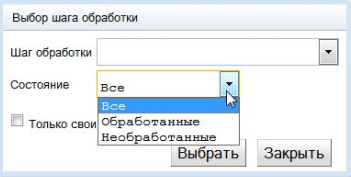 Выбор шага обработки
Шаг обработки
Состояние
Все
Все
Обработанные
Необработанные
Только свои
Выбрать
Закрыть